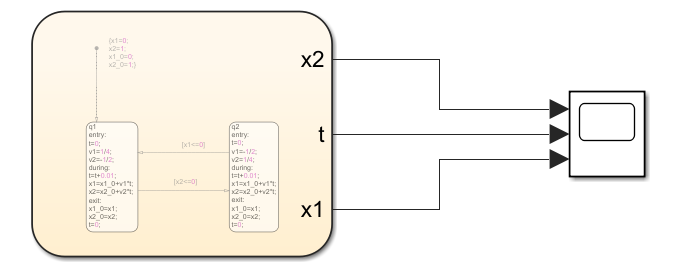 {x1=0;
x2=1;
x1_0=0;
x2_0=1;}
x2
t
x1
q1
entry:
t=0;
v1=1/4;
v2=-1/2;
during:
t=t+0.01;
x1=x1_0+v1*t;
x2=x2_0+v2*t;
exit:
x1_0=x1;
x2_0=x2;
t=0;
[x1<=0]
[x2<=0]
q2
entry:
t=0;
v1=-1/2;
v2=1/4;
during:
t=t+0.01;
x1=x1_0+v1*t;
x2=x2_0+v2*t;
exit:
x1_0=x1;
x2_0=x2;
t=0;